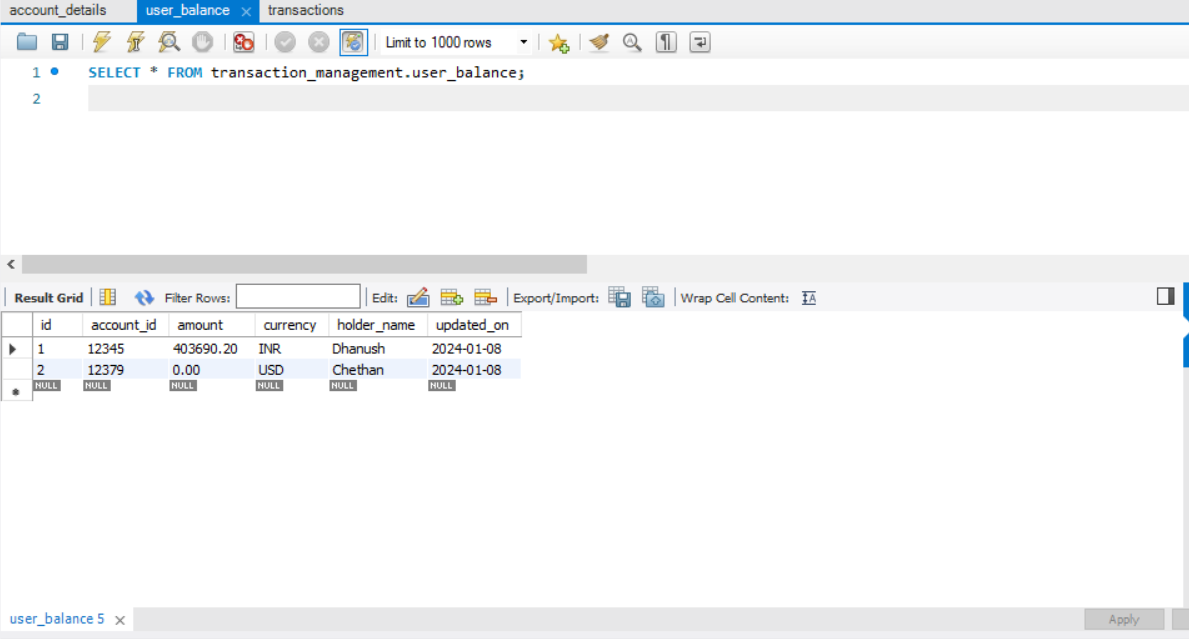 account_details user_balance transactions
Limit to 1000 rows
1 SELECT * FROM transaction_management.user_balance;
2
Result Grid Filter Rows: Edit: Export/Import: Wrap Cell Content:
id account_id amount currency holder_name updated_on
1 12345 403690.20 INR Dhanush 2024-01-08
2 12379 0.00 USD Chethan 2024-01-08
NULL NULL NULL NULL NULL NULL
user_balance 5 Apply